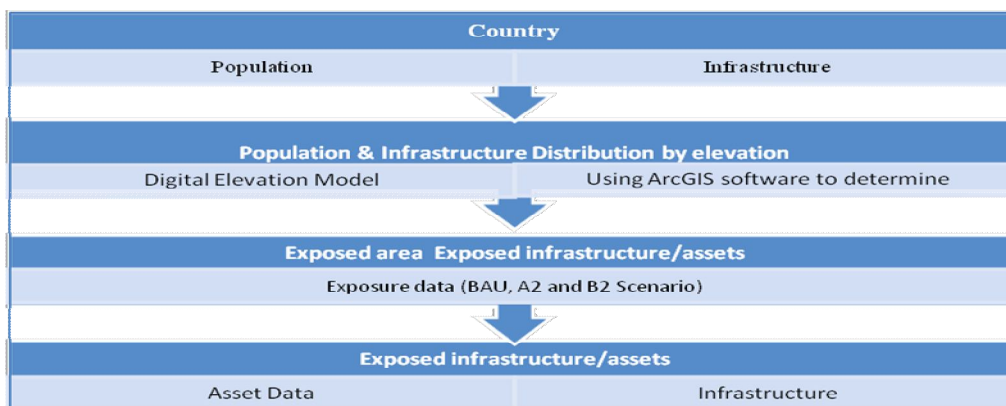 Country
Population Infrastructure
Population & Infrastructure Distribution by elevation
Digital Elevation Model Using ArcGIS software to determine
Exposed area Exposed infrastructure/assets
Exposure data (BAU, A2 and B2 Scenario)
Exposed infrastructure/assets
Asset Data Infrastructure